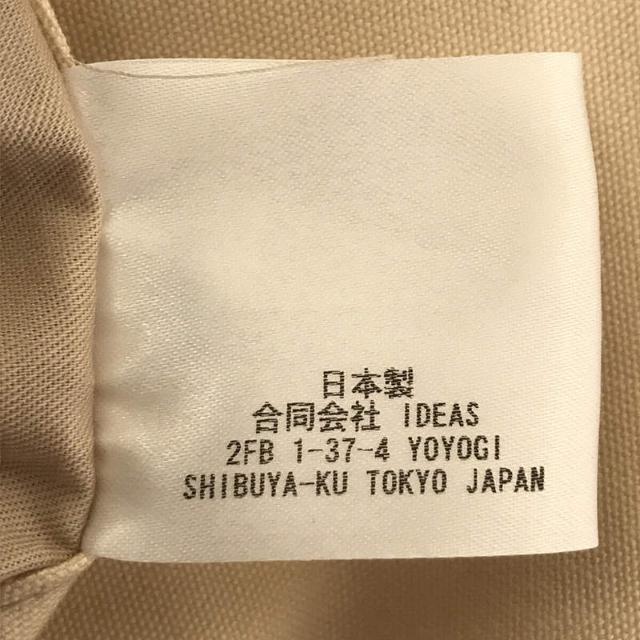 日本製
合同会社 IDEAS
2FB 1-37-4 YOYOGI
SHIBUYA-KU TOKYO JAPAN